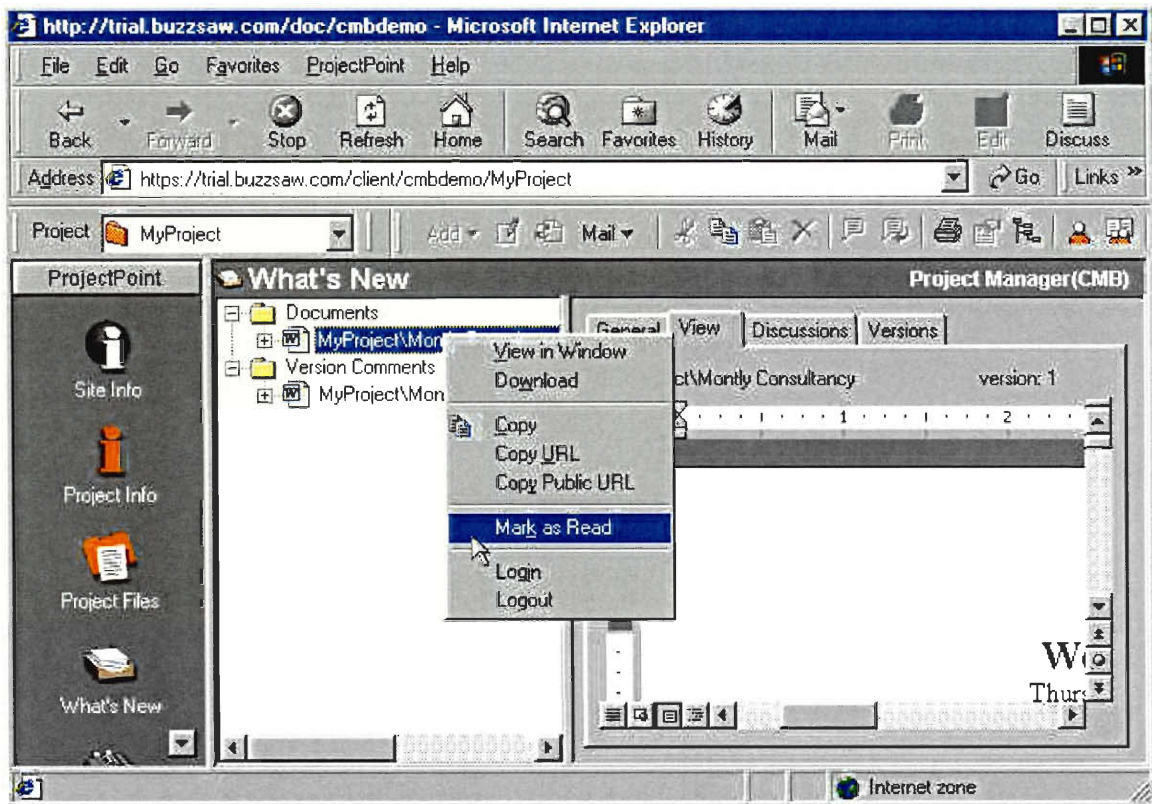 http://trial.buzzsaw.com/doc/cmbdemo - Microsoft Internet Explorer
File Edit Go Favorites ProjectPoint Help
Back Forward Stop Refresh Home Search Favorites History Mail Print Edit Discuss
Address https://trial.buzzsaw.com/client/cmbdemo/MyProject Go Links »
Project MyProject Add Mail
ProjectPoint
Site Info
Project Info
Project Files
What's New
What's New Project Manager(CMB)
Documents
MyProject\Mon
Version Comments
MyProject\Mon
View in Window
Download
Copy
Copy URL
Copy Public URL
Mark as Read
Login
Logout
General View Discussions Versions
ct\Montly Consultancy version: 1
1 2
W
Thur
Internet zone